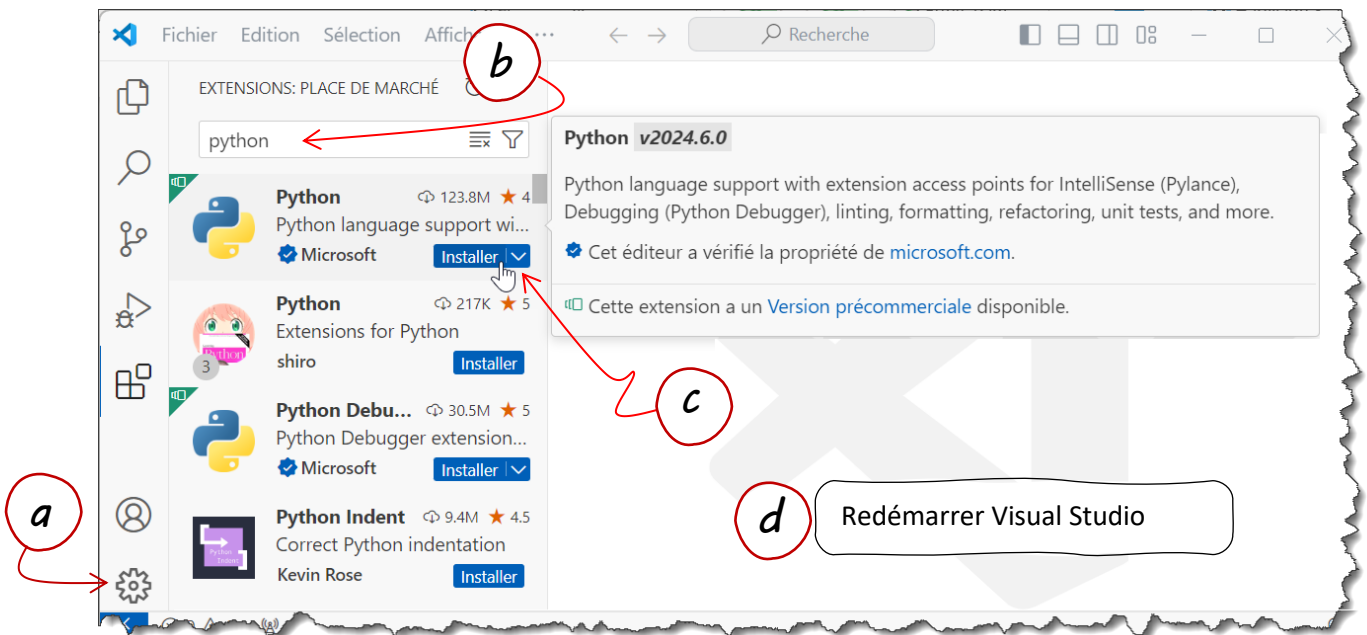 Fichier Edition Sélection Affich ··· Recherche
b
EXTENSIONS: PLACE DE MARCHÉ
python
Python v2024.6.0
Python language support with extension access points for IntelliSense (Pylance),
Debugging (Python Debugger), linting, formatting, refactoring, unit tests, and more.
Cet éditeur a vérifié la propriété de microsoft.com.
Cette extension a un Version précommerciale disponible.
Python 123.8M ★ 4
Python language support wi...
Microsoft Installer
Python 217K ★ 5
Extensions for Python
shiro Installer
Python
3
c
Python Debu... 30.5M ★ 5
Python Debugger extension...
Microsoft Installer
a
d Redémarrer Visual Studio
Python Indent 9.4M ★ 4.5
Correct Python indentation
Kevin Rose Installer
Python
Indent